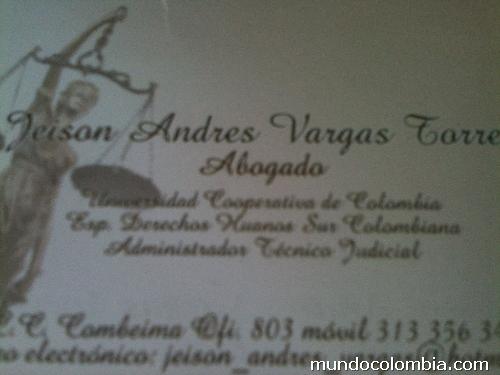 Jeison Andres Vargas Torre
Abogado
Universidad Cooperativa de Colombia
Esp. Derechos Huanos Sur Colombiana
Administrador Técnico Judicial
C.C. Combeima Ofi. 803 móvil 313 356
electrónico: jeison_andres
mundocolombia.com